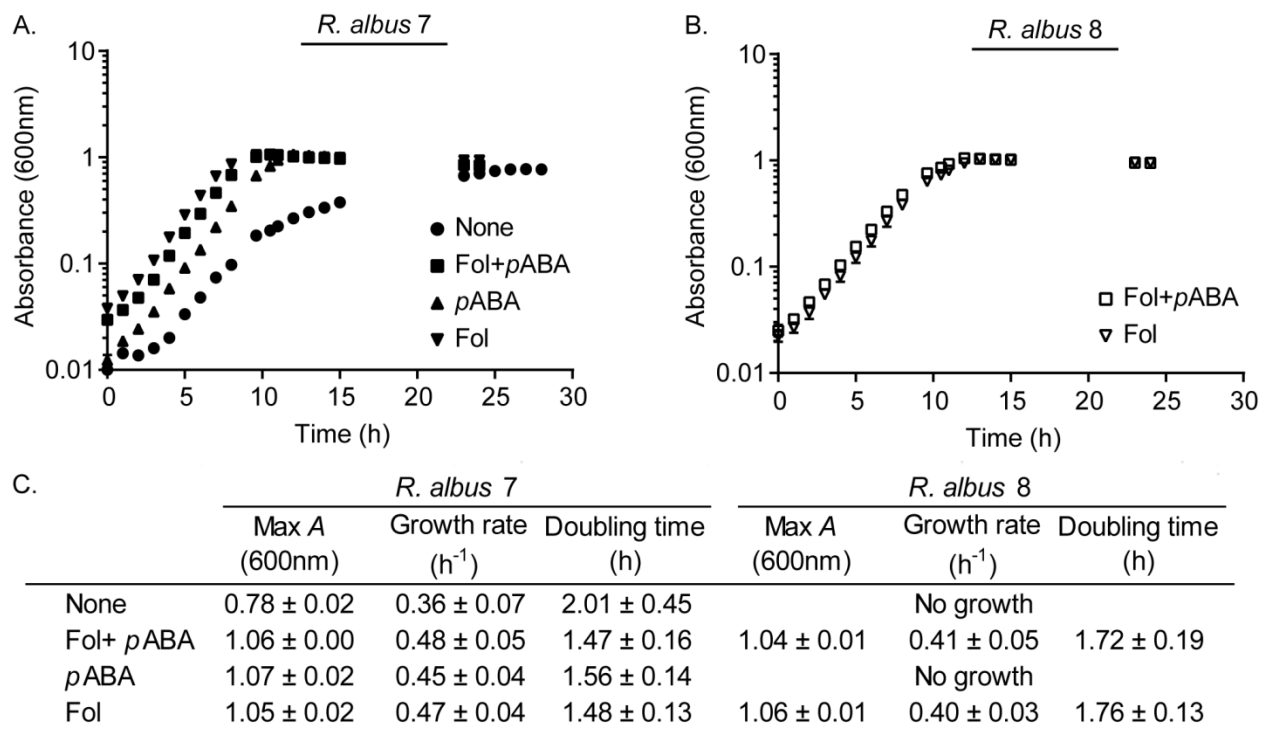 A.
R. albus 7
10
1
0.1
0.01
Absorbance (600nm)
0 5 10 15 20 25 30
Time (h)
None
Fol+pABA
pABA
Fol
B.
R. albus 8
10
1
0.1
0.01
Absorbance (600nm)
0 5 10 15 20 25 30
Time (h)
Fol+pABA
Fol
C.
R. albus 7 R. albus 8
Max A Growth rate Doubling time Max A Growth rate Doubling time
(600nm) (h-1) (h) (600nm) (h-1) (h)
None 0.78 ± 0.02 0.36 ± 0.07 2.01 ± 0.45 No growth
Fol+ pABA 1.06 ± 0.00 0.48 ± 0.05 1.47 ± 0.16 1.04 ± 0.01 0.41 ± 0.05 1.72 ± 0.19
pABA 1.07 ± 0.02 0.45 ± 0.04 1.56 ± 0.14 No growth
Fol 1.05 ± 0.02 0.47 ± 0.04 1.48 ± 0.13 1.06 ± 0.01 0.40 ± 0.03 1.76 ± 0.13